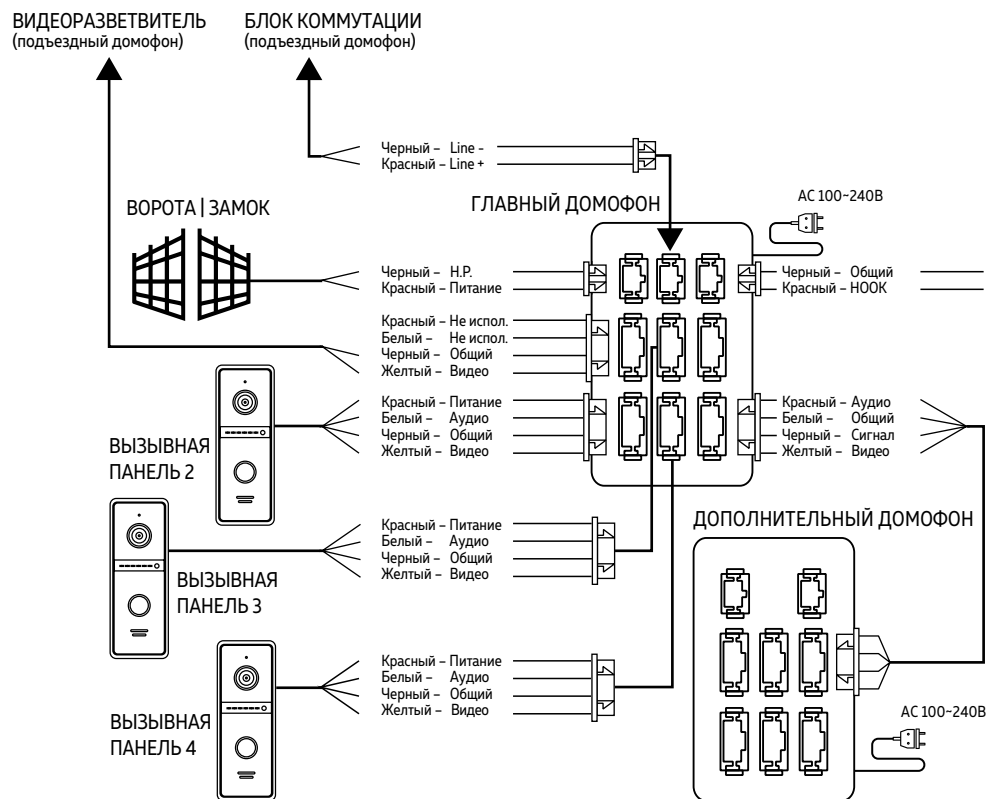 ВИДЕОРАЗВЕТВИТЕЛЬ
(подъездный домофон)
БЛОК КОММУТАЦИИ
(подъездный домофон)
Черный – Line -
Красный – Line +
ВОРОТА | ЗАМОК
ГЛАВНЫЙ ДОМОФОН
AC 100~240В
Черный – Н.Р.
Красный – Питание
Черный – Общий
Красный – HOOK
Красный – Не испол.
Белый – Не испол.
Черный – Общий
Желтый – Видео
Красный – Питание
Белый – Аудио
Черный – Общий
Желтый – Видео
Красный – Аудио
Белый – Общий
Черный – Сигнал
Желтый – Видео
ВЫЗЫВНАЯ
ПАНЕЛЬ 2
ДОПОЛНИТЕЛЬНЫЙ ДОМОФОН
Красный – Питание
Белый – Аудио
Черный – Общий
Желтый – Видео
ВЫЗЫВНАЯ
ПАНЕЛЬ 3
Красный – Питание
Белый – Аудио
Черный – Общий
Желтый – Видео
ВЫЗЫВНАЯ
ПАНЕЛЬ 4
AC 100~240В